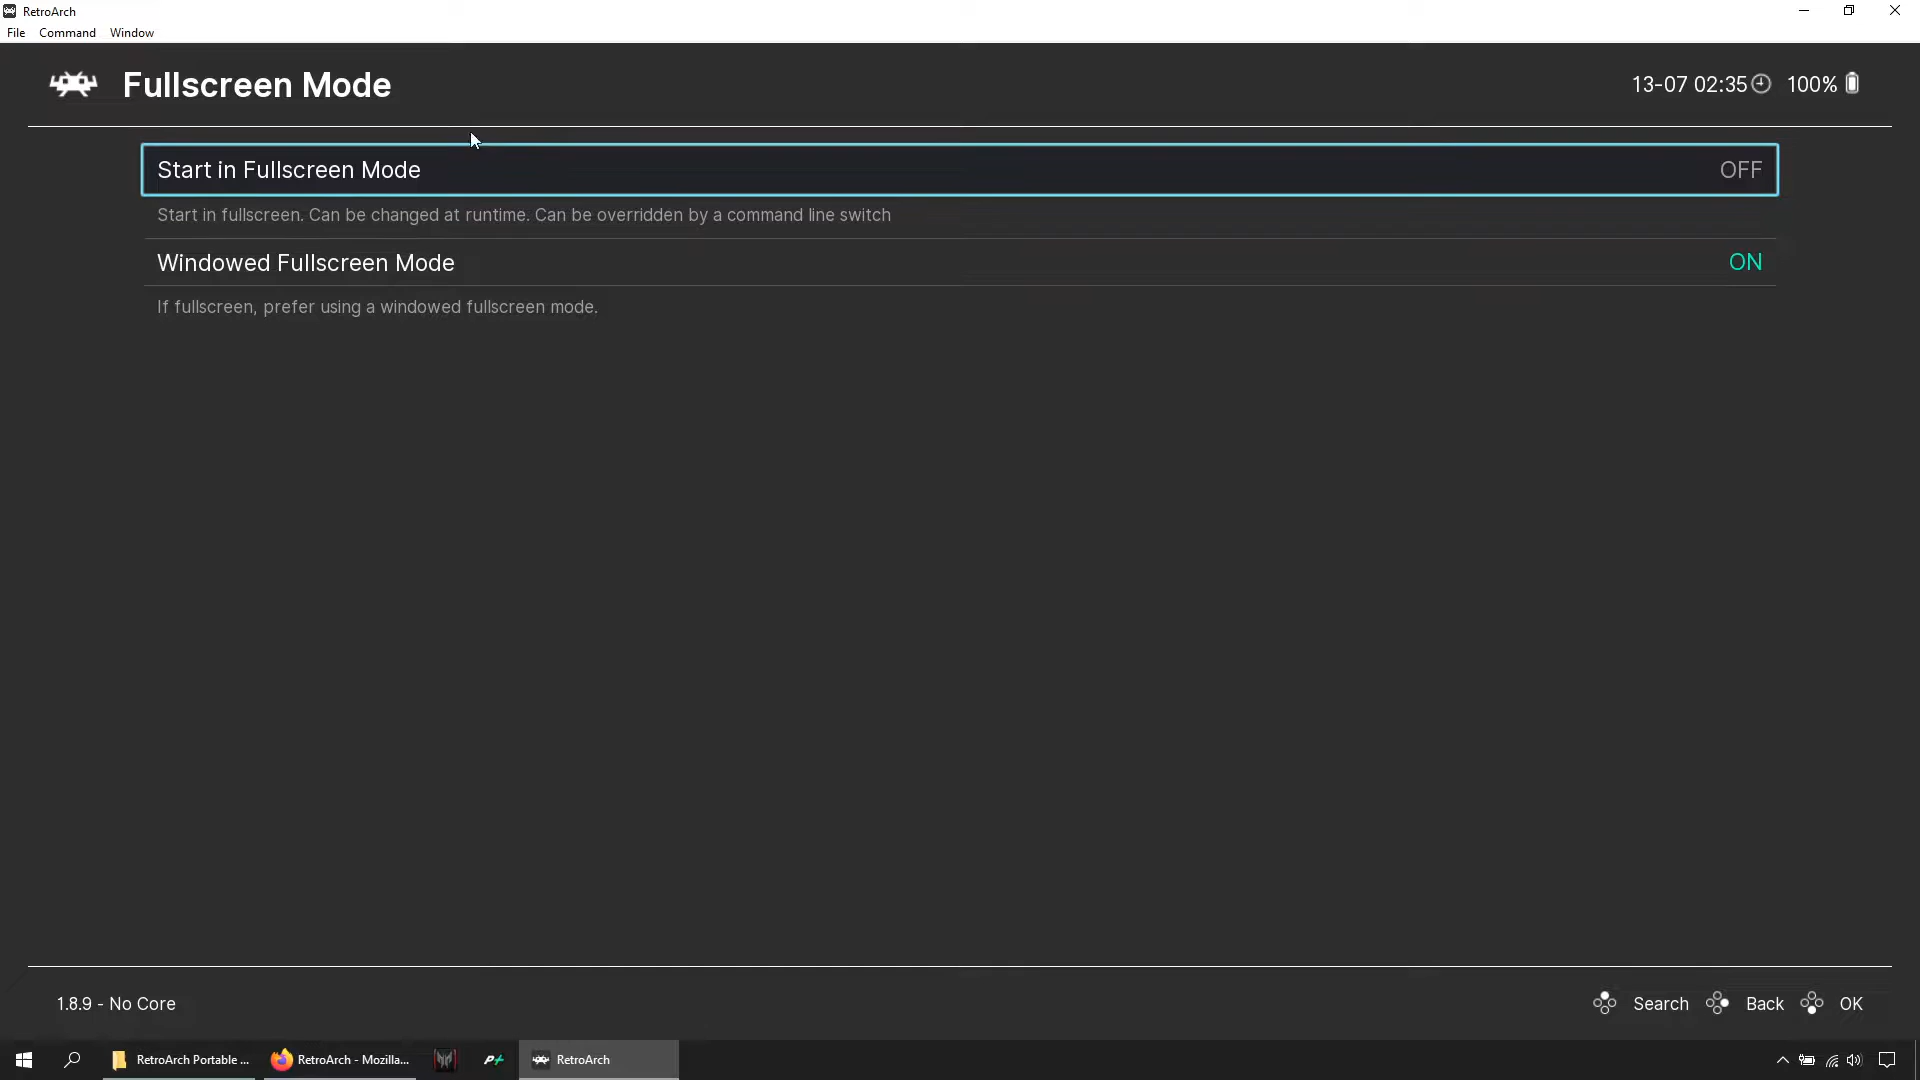 RetroArch
File Command Window
Fullscreen Mode
13-07 02:35 100%
Start in Fullscreen Mode OFF
Start in fullscreen. Can be changed at runtime. Can be overridden by a command line switch
Windowed Fullscreen Mode ON
If fullscreen, prefer using a windowed fullscreen mode.
1.8.9 - No Core Search Back OK
RetroArch Portable ... RetroArch - Mozilla... P+ RetroArch